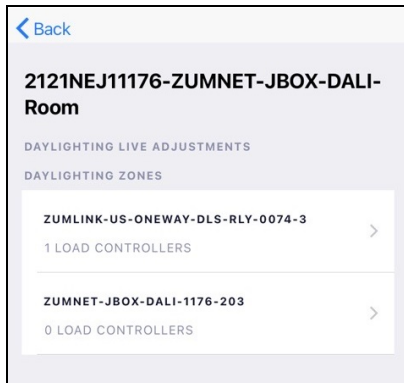 Back
2121NEJ11176-ZUMNET-JBOX-DALI-
Room
DAYLIGHTING LIVE ADJUSTMENTS
DAYLIGHTING ZONES
ZUMLINK-US-ONEWAY-DLS-RLY-0074-3
1 LOAD CONTROLLERS
ZUMNET-JBOX-DALI-1176-203
0 LOAD CONTROLLERS